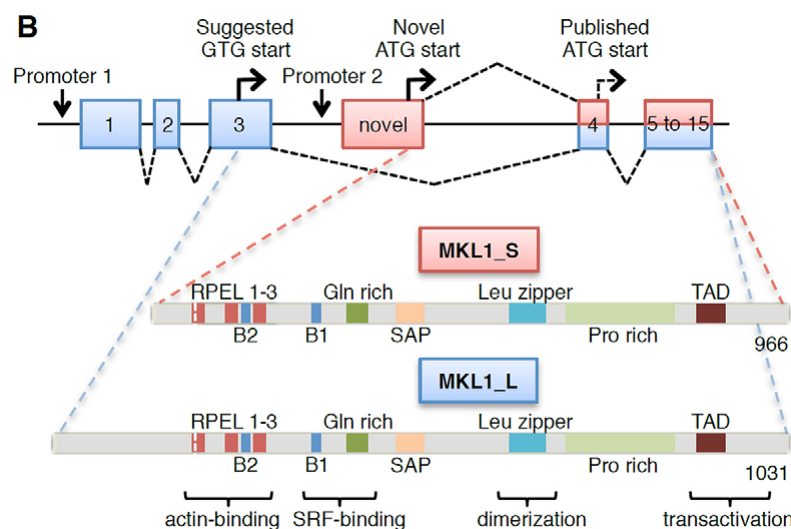 B
Suggested
GTG start
Novel
ATG start
Published
ATG start
Promoter 1
Promoter 2
1
2
3
novel
4
5 to 15
MKL1_S
RPEL 1-3
Gln rich
Leu zipper
TAD
B2
B1
SAP
Pro rich
966
MKL1_L
RPEL 1-3
Gln rich
Leu zipper
TAD
B2
B1
SAP
Pro rich
1031
actin-binding
SRF-binding
dimerization
transactivation